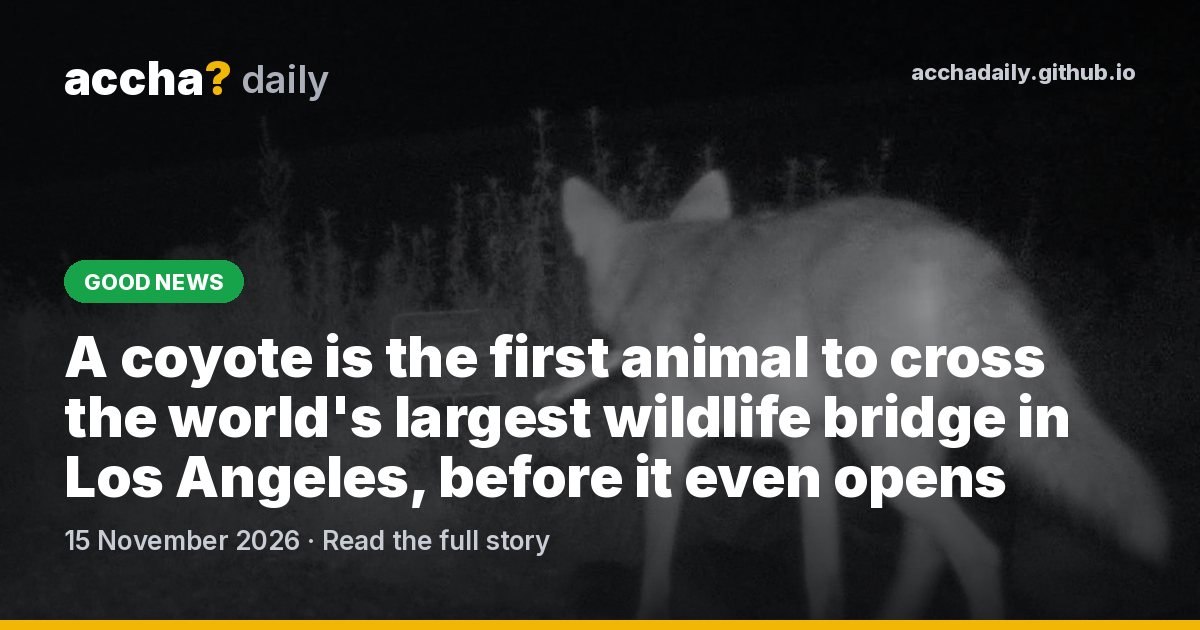 accha? daily
acchadaily.github.io
GOOD NEWS
A coyote is the first animal to cross
the world's largest wildlife bridge in
Los Angeles, before it even opens
15 November 2026 · Read the full story